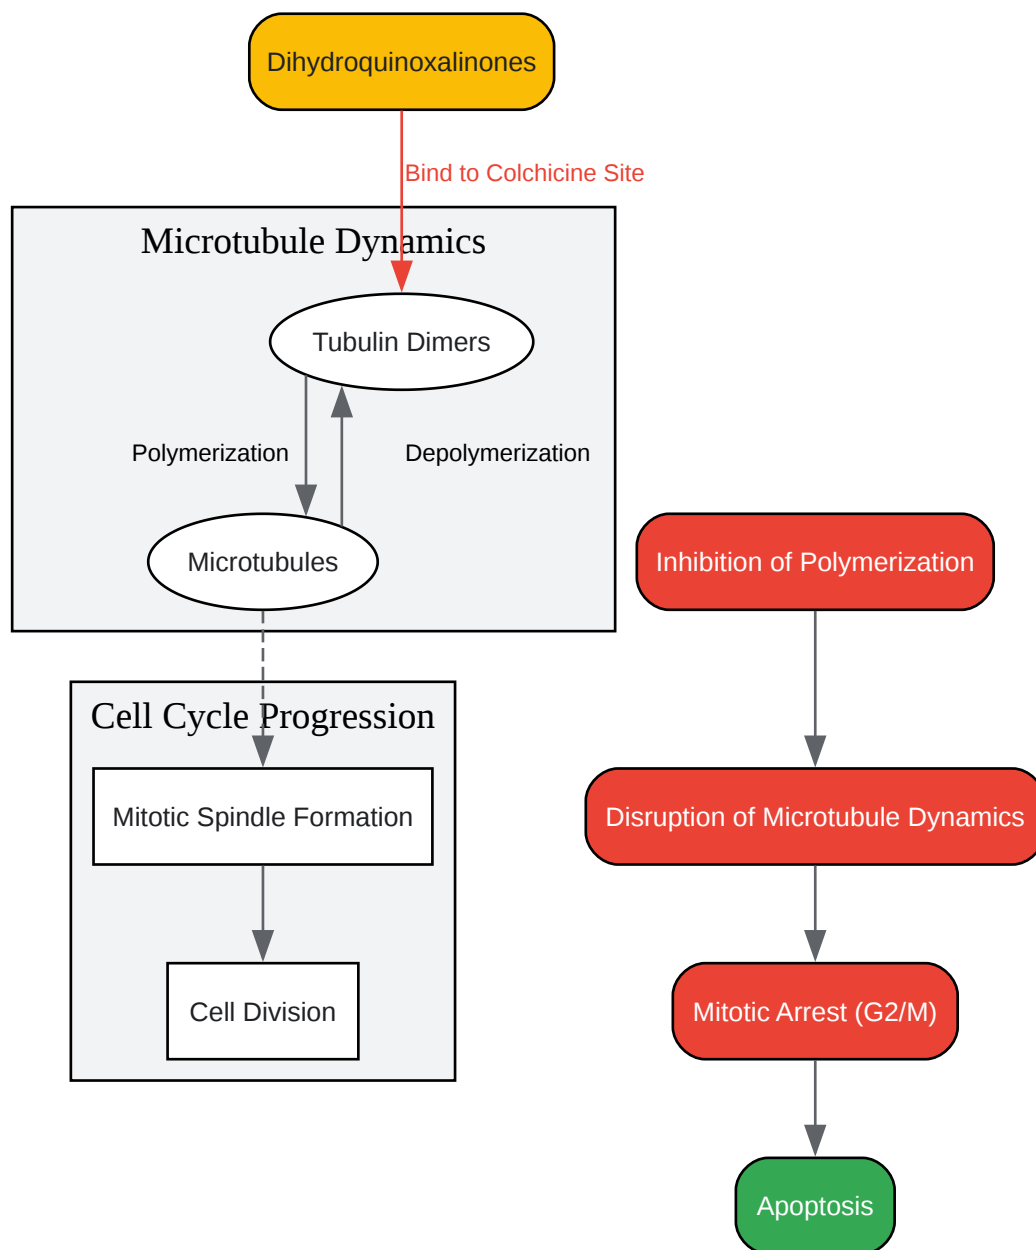 Dihydroquinoxalinones
Bind to Colchicine Site
Microtubule Dynamics
Tubulin Dimers
Polymerization
Depolymerization
Microtubules
Inhibition of Polymerization
Cell Cycle Progression
Mitotic Spindle Formation
Disruption of Microtubule Dynamics
Cell Division
Mitotic Arrest (G2/M)
Apoptosis